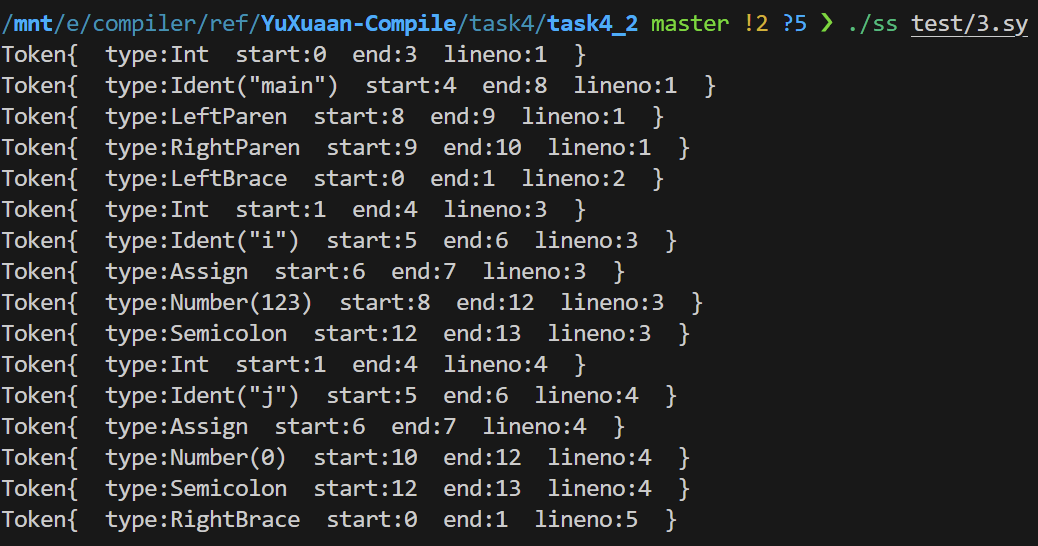 /mnt/e/compiler/ref/YuXuaan-Compile/task4/task4_2 master !2 ?5 ❯ ./ss test/3.sy
Token{  type:Int  start:0  end:3  lineno:1  }
Token{  type:Ident("main")  start:4  end:8  lineno:1  }
Token{  type:LeftParen  start:8  end:9  lineno:1  }
Token{  type:RightParen  start:9  end:10  lineno:1  }
Token{  type:LeftBrace  start:0  end:1  lineno:2  }
Token{  type:Int  start:1  end:4  lineno:3  }
Token{  type:Ident("i")  start:5  end:6  lineno:3  }
Token{  type:Assign  start:6  end:7  lineno:3  }
Token{  type:Number(123)  start:8  end:12  lineno:3  }
Token{  type:Semicolon  start:12  end:13  lineno:3  }
Token{  type:Int  start:1  end:4  lineno:4  }
Token{  type:Ident("j")  start:5  end:6  lineno:4  }
Token{  type:Assign  start:6  end:7  lineno:4  }
Token{  type:Number(0)  start:10  end:12  lineno:4  }
Token{  type:Semicolon  start:12  end:13  lineno:4  }
Token{  type:RightBrace  start:0  end:1  lineno:5  }